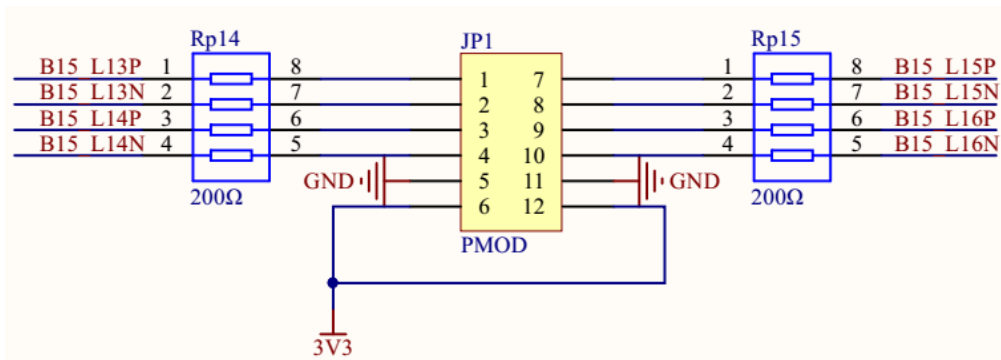 Rp14 JP1 Rp15
B15_L13P 1 8 1 7 1 8 B15_L15P
B15_L13N 2 7 2 8 2 7 B15_L15N
B15_L14P 3 6 3 9 3 6 B15_L16P
B15_L14N 4 5 4 10 4 5 B15_L16N
GND 5 11 GND
200Ω 6 12 200Ω
PMOD
3V3